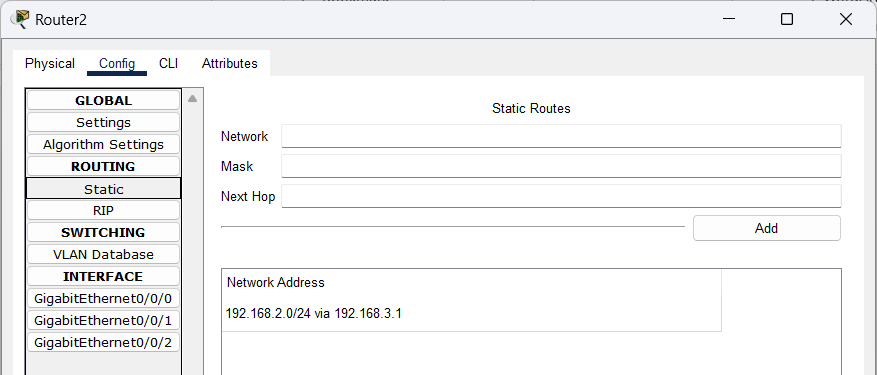 Router2
Physical Config CLI Attributes
GLOBAL
Settings
Algorithm Settings
ROUTING
Static
RIP
SWITCHING
VLAN Database
INTERFACE
GigabitEthernet0/0/0
GigabitEthernet0/0/1
GigabitEthernet0/0/2
Static Routes
Network
Mask
Next Hop
Add
Network Address
192.168.2.0/24 via 192.168.3.1